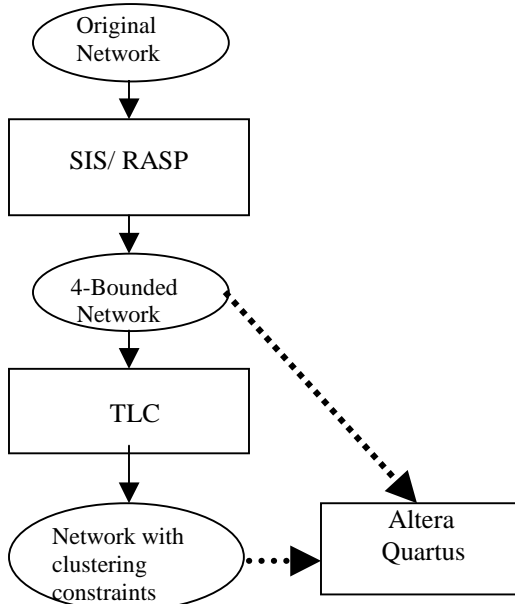 Original
Network
SIS/ RASP
4-Bounded
Network
TLC
Network with
clustering
constraints
Altera
Quartus